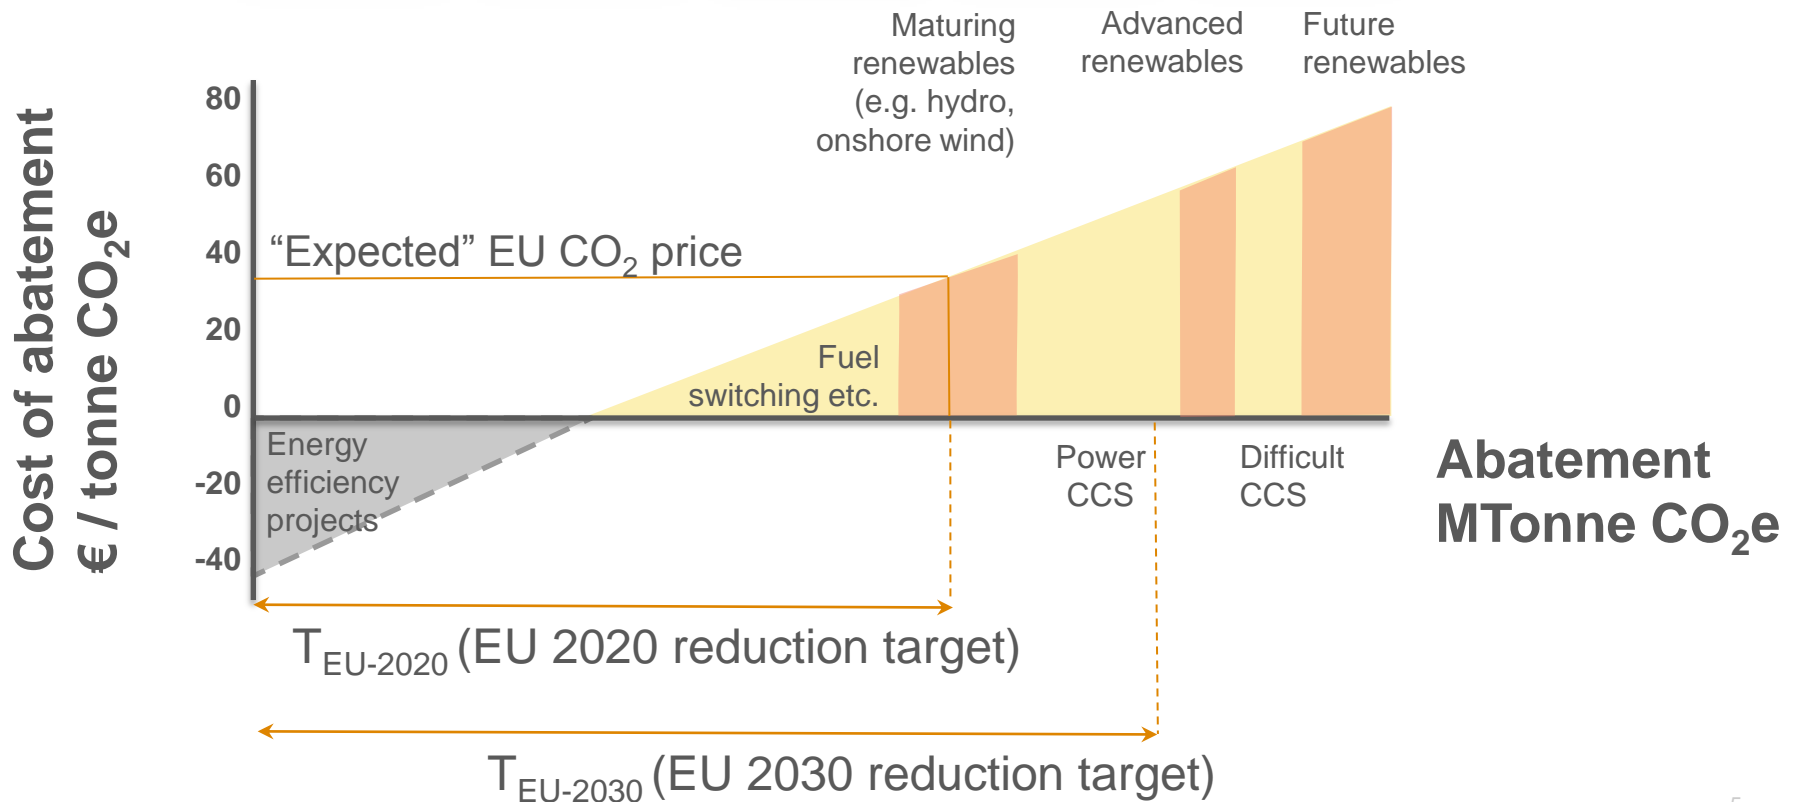 Maturing
renewables
(e.g. hydro,
onshore wind)
Advanced
renewables
Future
renewables
Cost of abatement
€ / tonne CO₂e
80
60
40
20
0
-20
-40
“Expected” EU CO₂ price
Fuel
switching etc.
Energy
efficiency
projects
Power
CCS
Difficult
CCS
Abatement
MTonne CO₂e
T_EU-2020 (EU 2020 reduction target)
T_EU-2030 (EU 2030 reduction target)